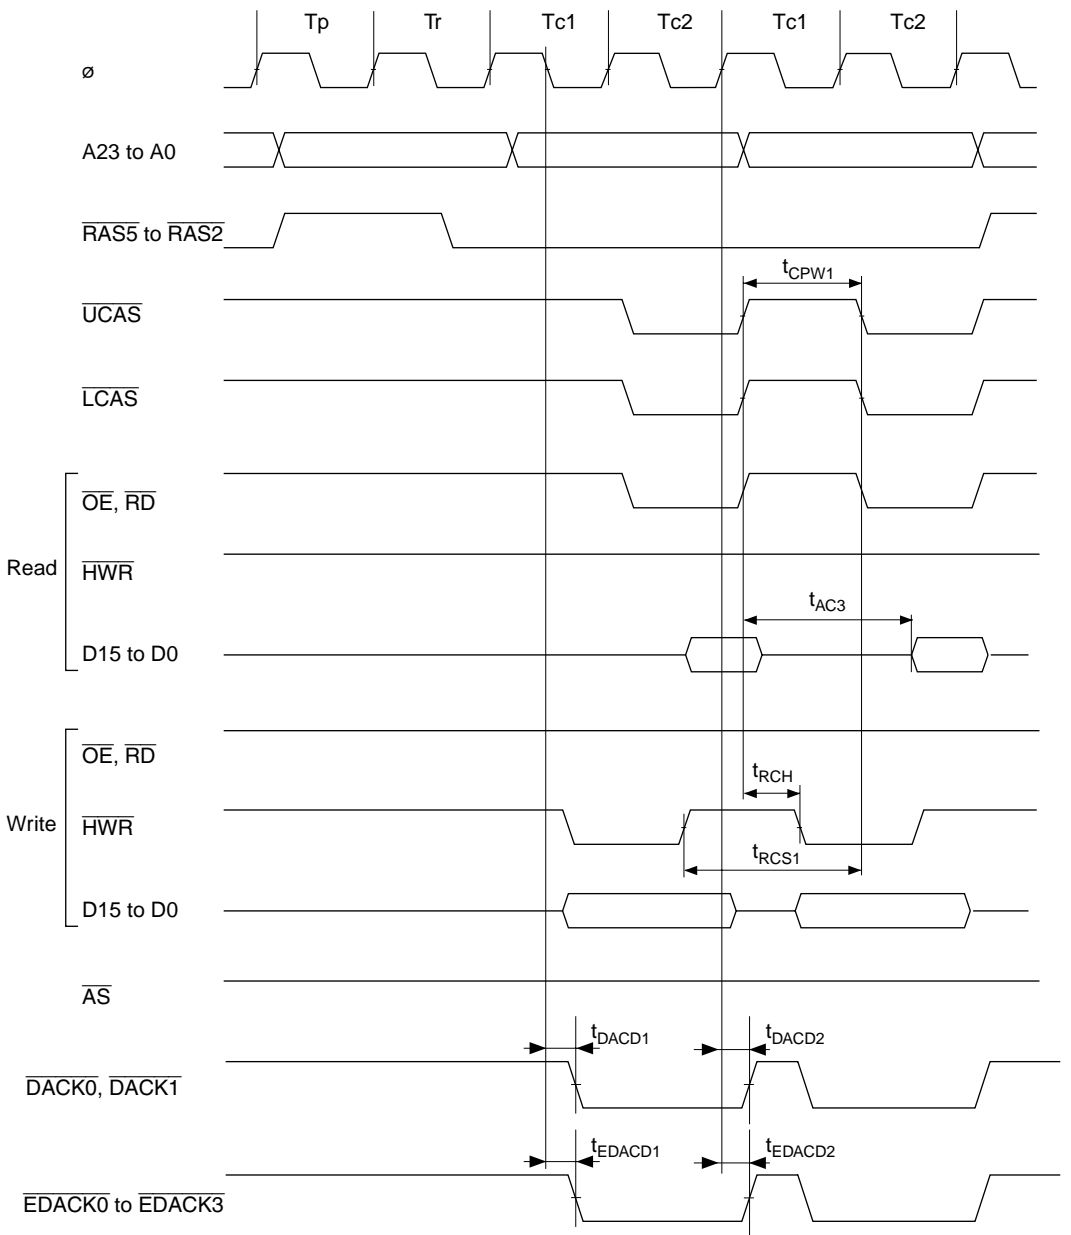 Tp Tr Tc1 Tc2 Tc1 Tc2
ø
A23 to A0
RAS5 to RAS2
tCPW1
UCAS
LCAS
Read
OE, RD
HWR
tAC3
D15 to D0
Write
OE, RD
tRCH
HWR
tRCS1
D15 to D0
AS
tDACD1 tDACD2
DACK0, DACK1
tEDACD1 tEDACD2
EDACK0 to EDACK3